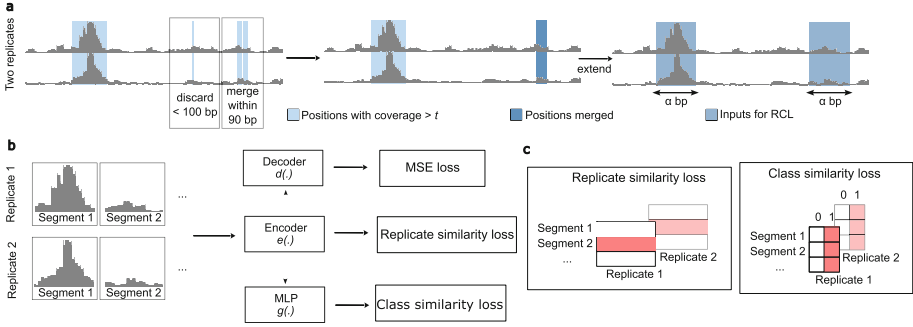 a
Two replicates
discard
< 100 bp
merge
within
90 bp
extend
α bp
α bp
Positions with coverage > t
Positions merged
Inputs for RCL
b
Replicate 1
Segment 1
Segment 2
...
Replicate 2
Segment 1
Segment 2
...
Decoder
d(.)
MSE loss
Encoder
e(.)
Replicate similarity loss
MLP
g(.)
Class similarity loss
c
Replicate similarity loss
Segment 1
Segment 2
...
Replicate 2
Replicate 1
Class similarity loss
0 1
0 1
Segment 1
Segment 2
...
Replicate 2
Replicate 1